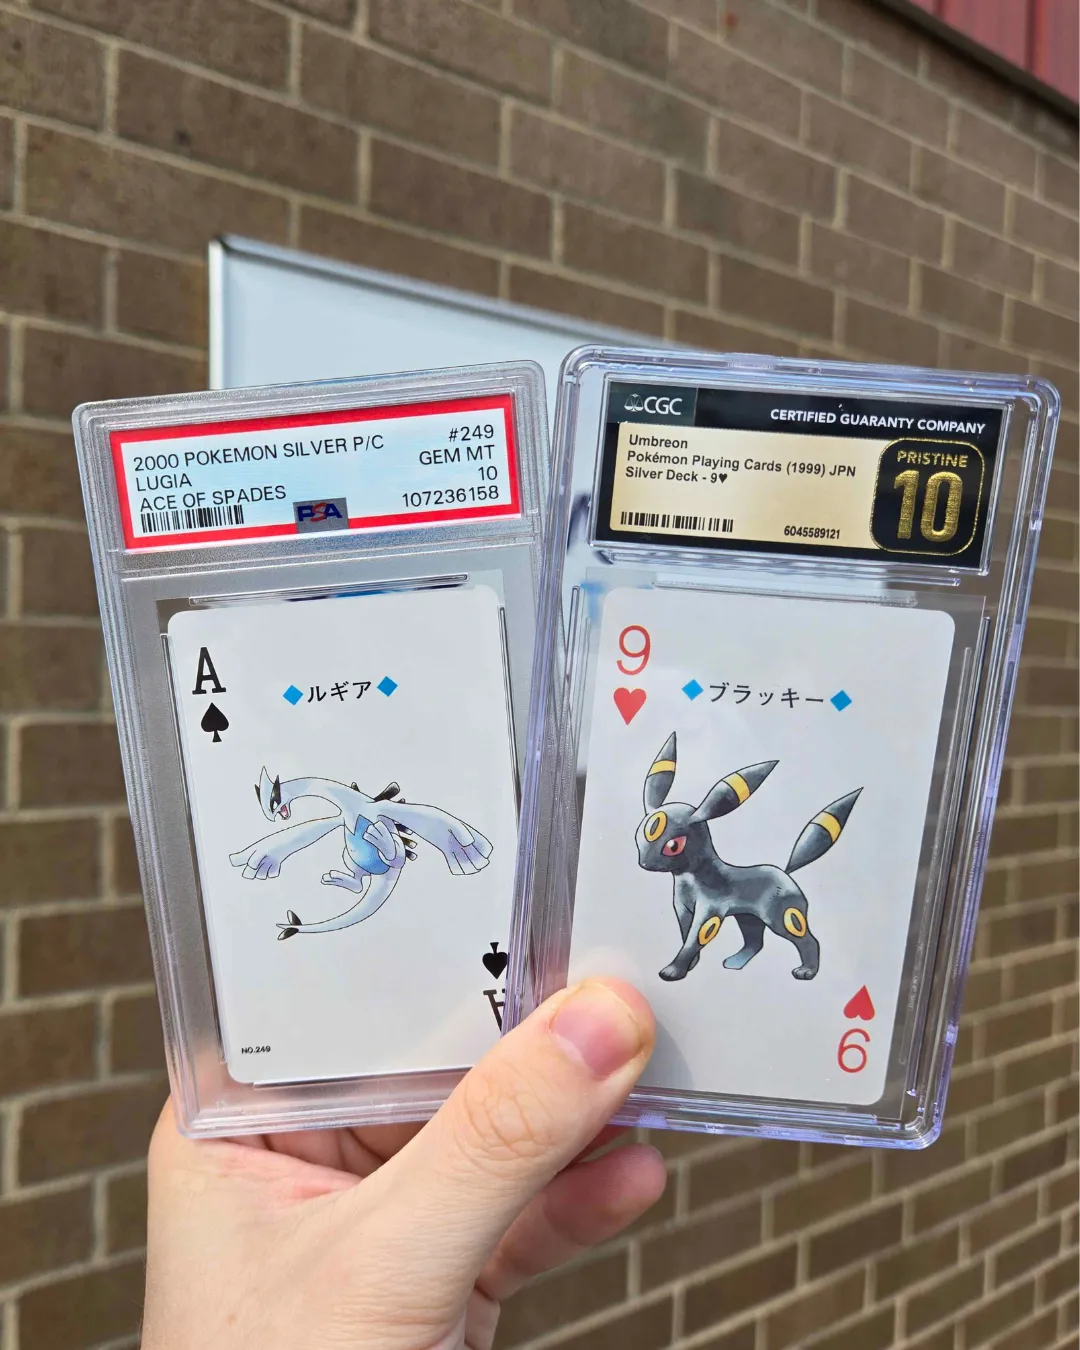 2000 POKEMON SILVER P/C #249
LUGIA GEM MT
ACE OF SPADES 10
PSA 107236158
A
ルギア
A
NO.249
CGC
CERTIFIED GUARANTY COMPANY
Umbreon
Pokémon Playing Cards (1999) JPN
Silver Deck - 9♥
PRISTINE
10
6045589121
9
ブラッキー
9